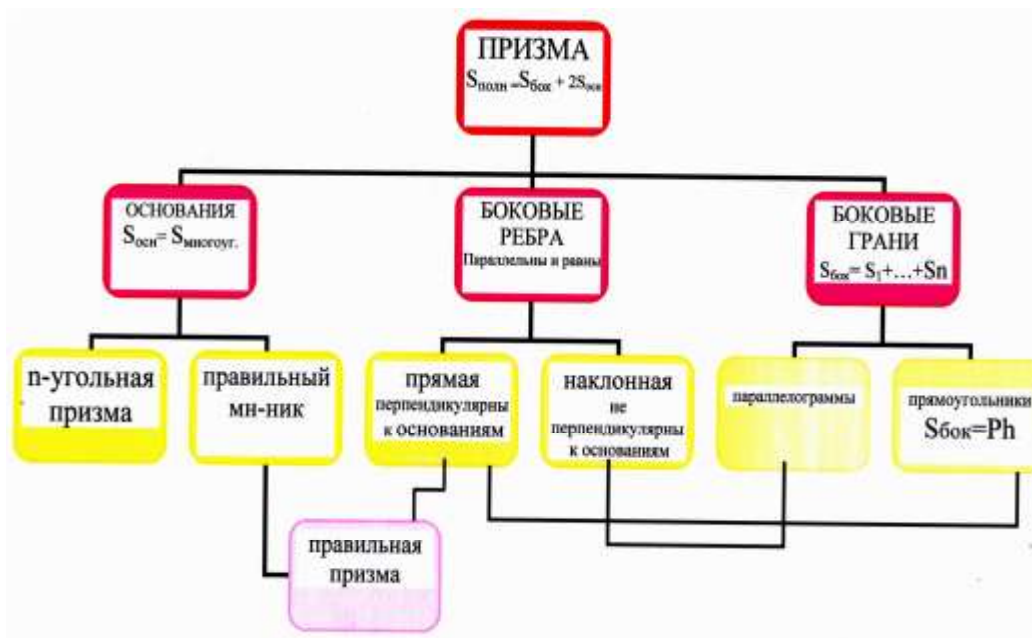 ПРИЗМА
Sполн =Sбок + 2Sосн
ОСНОВАНИЯ
Sосн= Sмногоуг.
БОКОВЫЕ
РЕБРА
Параллельны и равны
БОКОВЫЕ
ГРАНИ
Sбок= S1+...+Sn
n-угольная
призма
правильный
мн-ник
прямая
перпендикулярны
к основаниям
наклонная
не
перпендикулярны
к основаниям
параллелограммы
прямоугольники
Sбок=Ph
правильная
призма